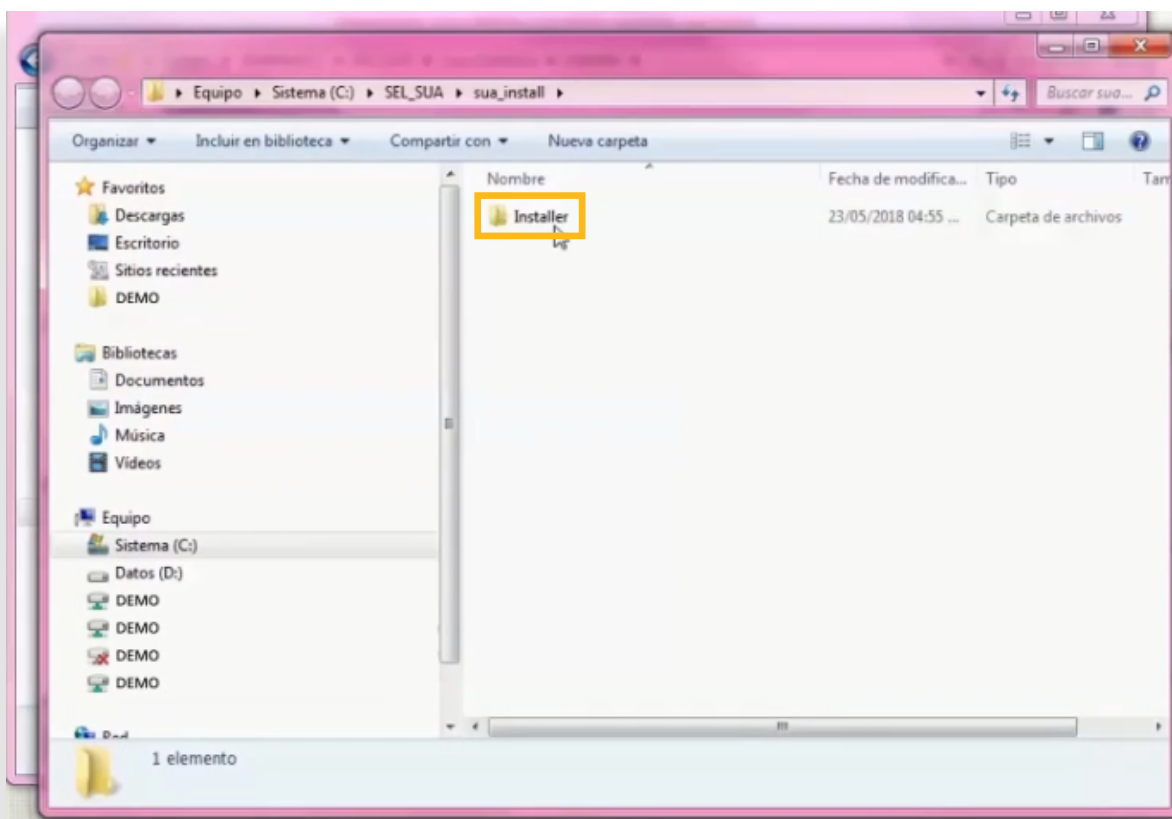 Equipo ▸ Sistema (C:) ▸ SEL_SUA ▸ sua_install ▸
Buscar sua...
Organizar Incluir en biblioteca Compartir con Nueva carpeta
Favoritos
Descargas
Escritorio
Sitios recientes
DEMO
Bibliotecas
Documentos
Imágenes
Música
Vídeos
Equipo
Sistema (C:)
Datos (D:)
DEMO
DEMO
DEMO
DEMO
Red
Nombre Fecha de modifica... Tipo Tam
Installer 23/05/2018 04:55 ... Carpeta de archivos
1 elemento